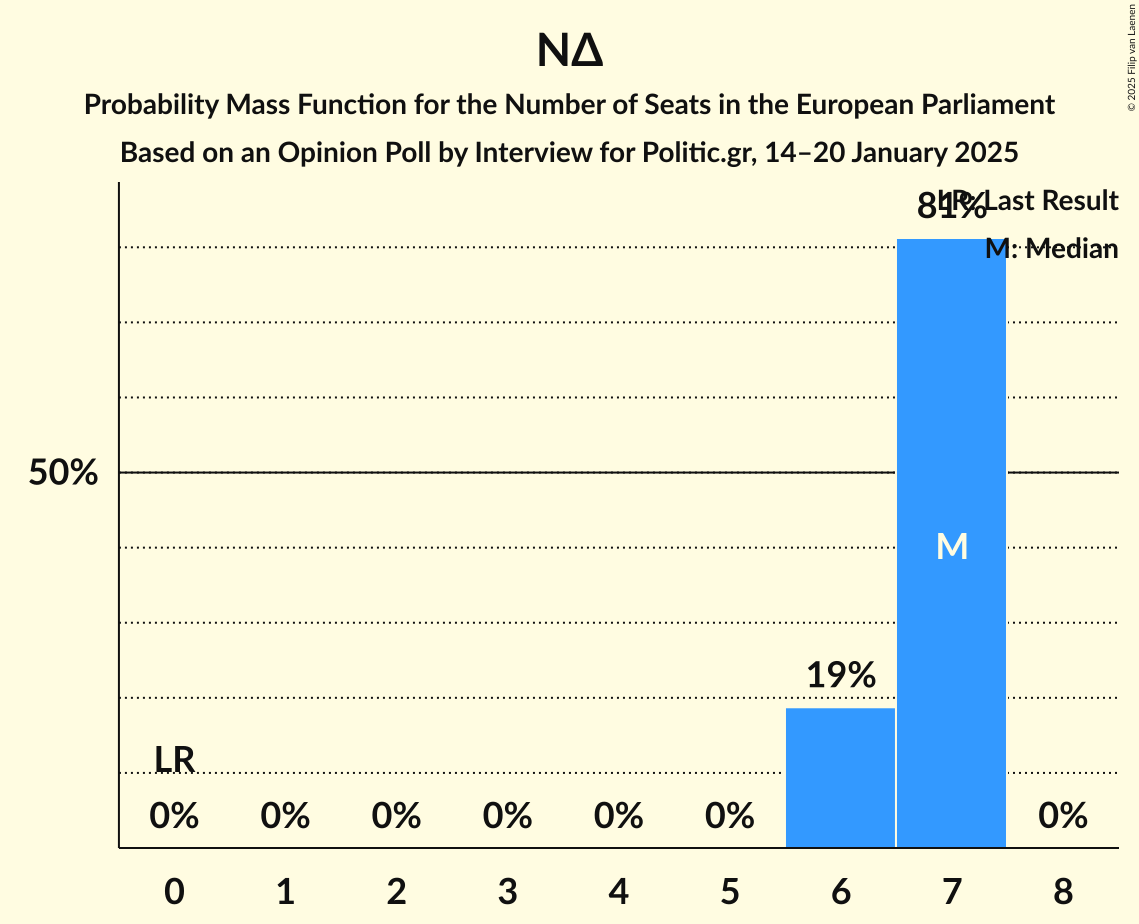 ΝΔ
Probability Mass Function for the Number of Seats in the European Parliament
Based on an Opinion Poll by Interview for Politic.gr, 14–20 January 2025
© 2025 Filip van Laenen
LR: Last Result
M: Median
81%
50%
M
19%
LR
0% 0% 0% 0% 0% 0% 0%
0 1 2 3 4 5 6 7 8